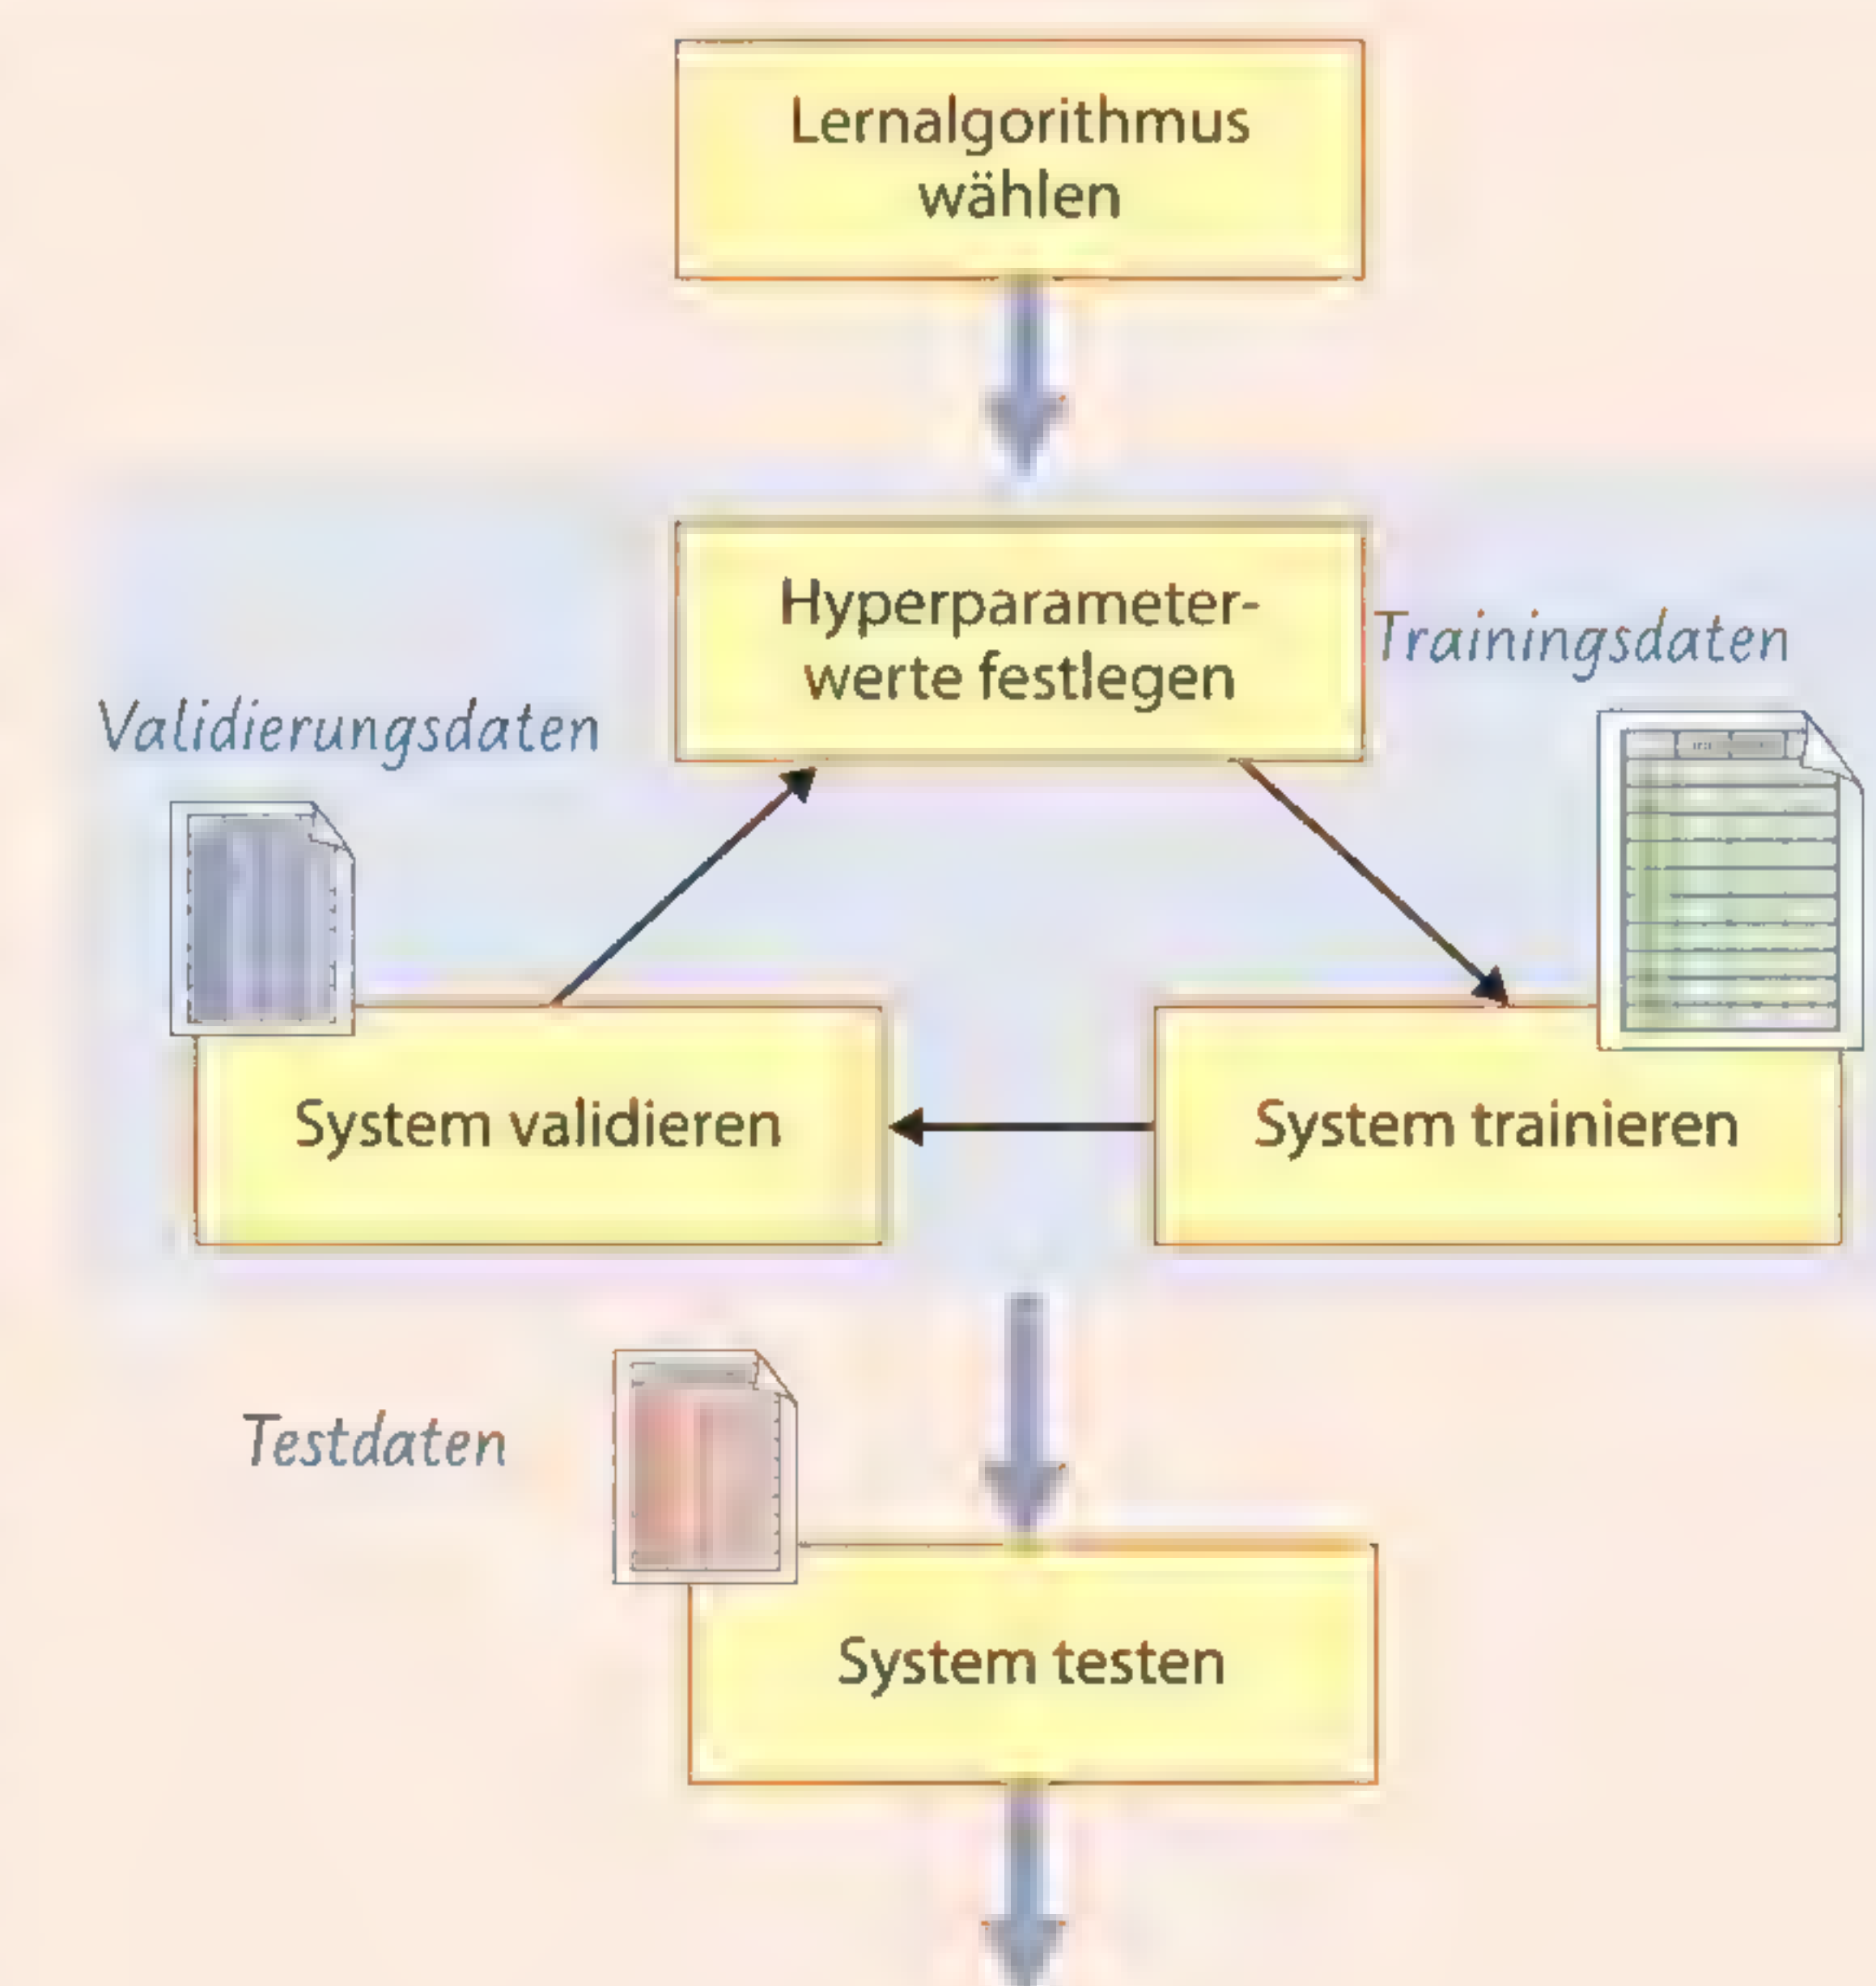 Lernalgorithmus
wählen
Hyperparameter-
werte festlegen
Trainingsdaten
Validierungsdaten
System validieren
System trainieren
Testdaten
System testen